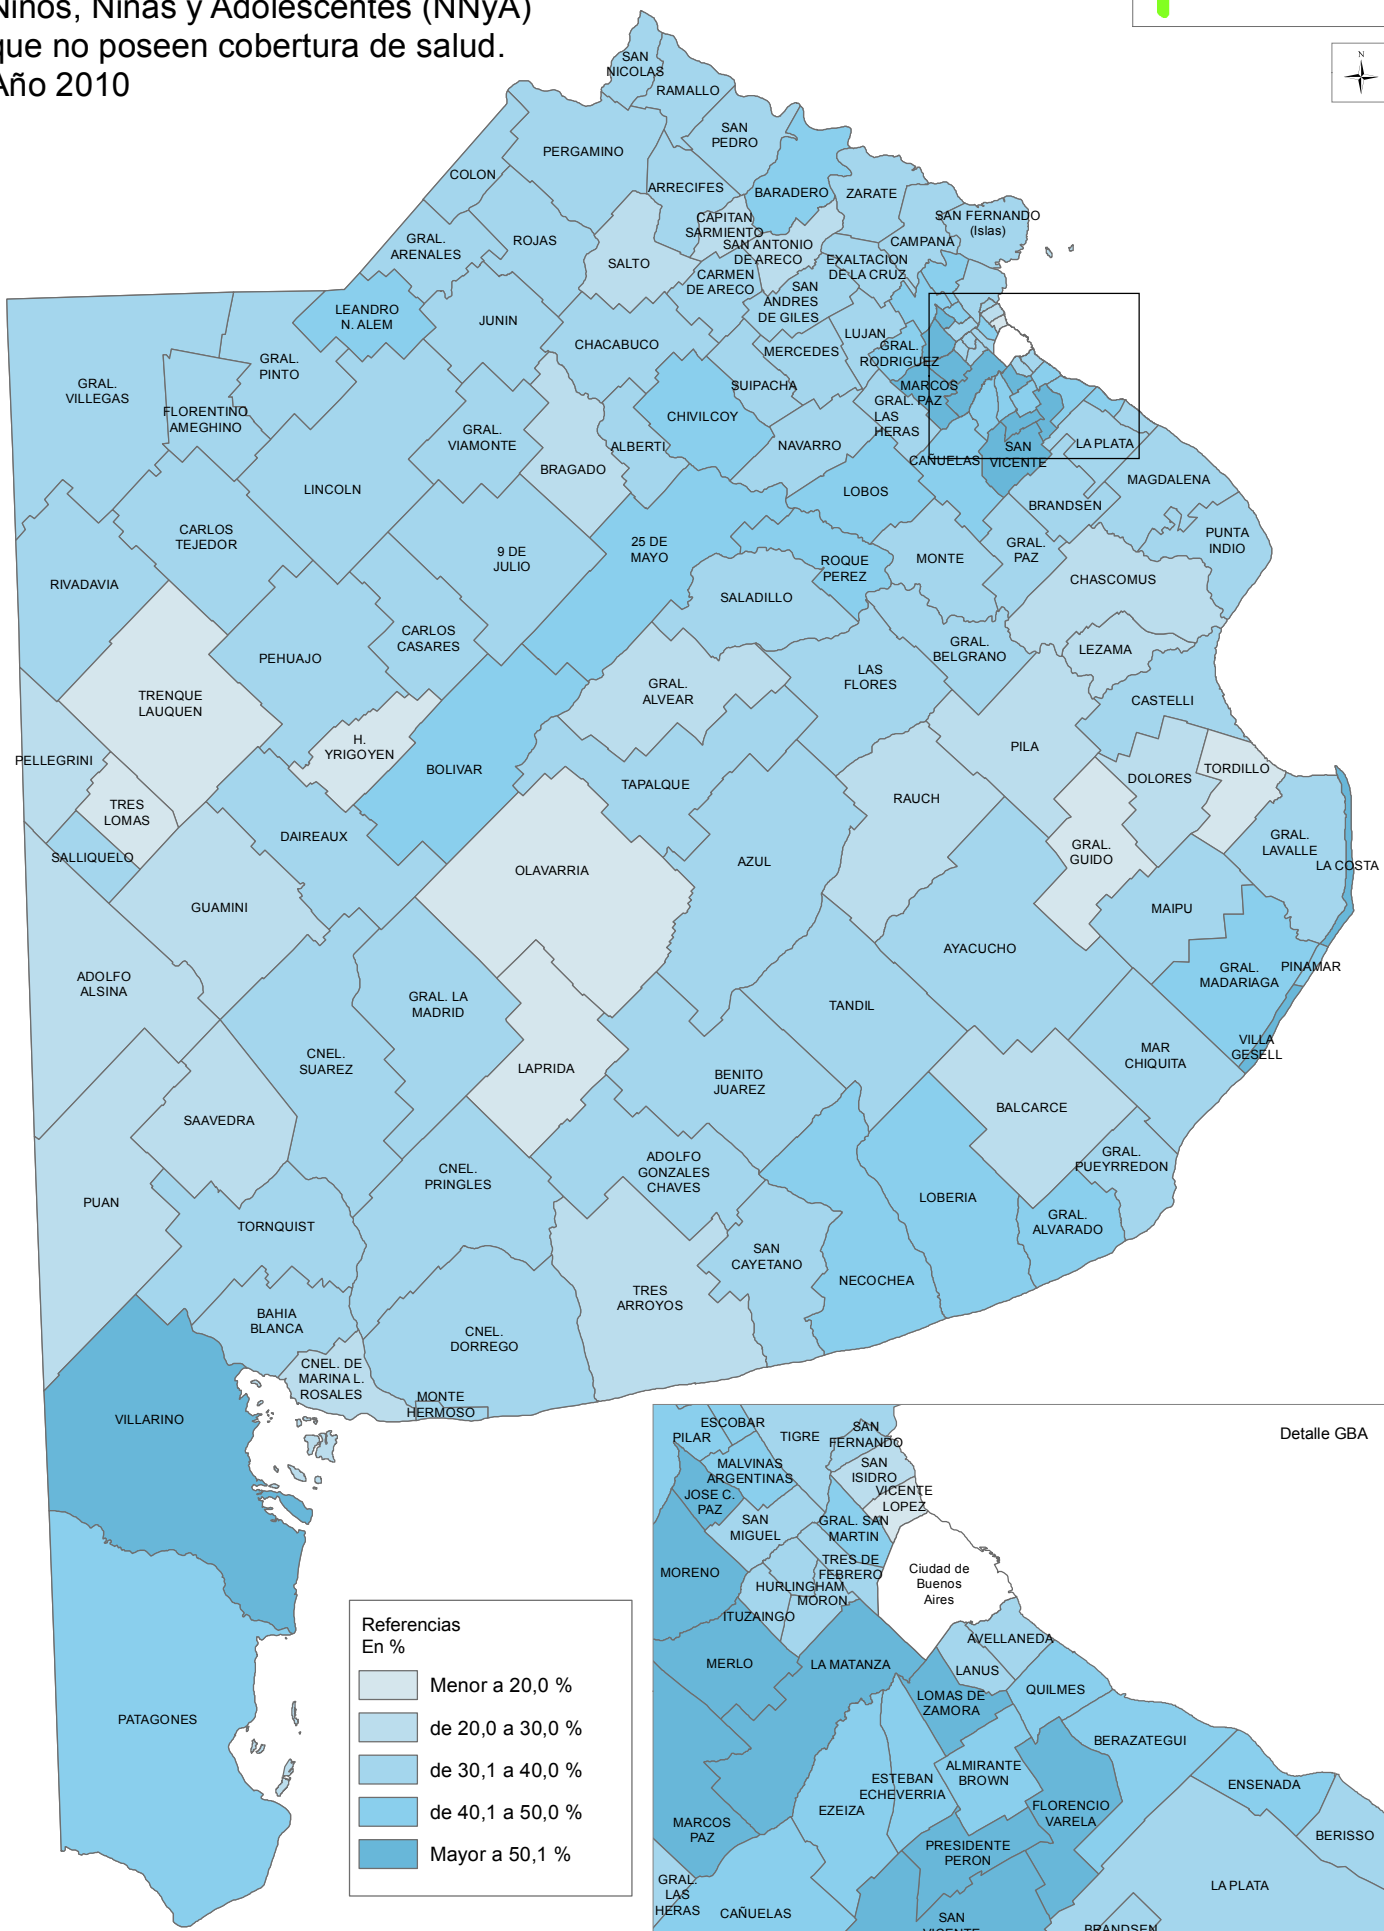 Niños, Niñas y Adolescentes (NNyA)
que no poseen cobertura de salud.
Año 2010
N
SAN
NICOLAS
RAMALLO
SAN
PEDRO
PERGAMINO
COLON
ARRECIFES
BARADERO
ZARATE
CAPITAN
SARMIENTO
SAN FERNANDO
(Islas)
GRAL.
ARENALES
ROJAS
SALTO
SAN ANTONIO
DE ARECO
CAMPANA
CARMEN
DE ARECO
EXALTACION
DE LA CRUZ
SAN
ANDRES
DE GILES
LEANDRO
N. ALEM
JUNIN
CHACABUCO
MERCEDES
LUJAN
GRAL.
RODRIGUEZ
GRAL.
VILLEGAS
GRAL.
PINTO
FLORENTINO
AMEGHINO
SUIPACHA
MARCOS
PAZ
GRAL.
LAS
HERAS
CHIVILCOY
GRAL.
VIAMONTE
BRAGADO
ALBERTI
NAVARRO
CAÑUELAS
SAN
VICENTE
LA PLATA
LINCOLN
LOBOS
MAGDALENA
BRANDSEN
CARLOS
TEJEDOR
9 DE
JULIO
25 DE
MAYO
ROQUE
PEREZ
MONTE
GRAL.
PAZ
PUNTA
INDIO
RIVADAVIA
SALADILLO
CHASCOMUS
PEHUAJO
CARLOS
CASARES
GRAL.
BELGRANO
LEZAMA
TRENQUE
LAUQUEN
GRAL.
ALVEAR
LAS
FLORES
CASTELLI
PELLEGRINI
H.
YRIGOYEN
BOLIVAR
PILA
TRES
LOMAS
TAPALQUE
RAUCH
DOLORES
TORDILLO
SALLIQUELO
DAIREAUX
OLAVARRIA
AZUL
GRAL.
GUIDO
GRAL.
LAVALLE
LA COSTA
GUAMINI
MAIPU
AYACUCHO
ADOLFO
ALSINA
GRAL. LA
MADRID
TANDIL
GRAL.
MADARIAGA
PINAMAR
CNEL.
SUAREZ
LAPRIDA
BENITO
JUAREZ
MAR
CHIQUITA
VILLA
GESELL
SAAVEDRA
BALCARCE
PUAN
CNEL.
PRINGLES
ADOLFO
GONZALES
CHAVES
GRAL.
PUEYRREDON
TORNQUIST
LOBERIA
GRAL.
ALVARADO
SAN
CAYETANO
NECOCHEA
TRES
ARROYOS
BAHIA
BLANCA
CNEL.
DORREGO
CNEL. DE
MARINA L.
ROSALES
MONTE
HERMOSO
VILLARINO
PATAGONES
Referencias
En %
Menor a 20,0 %
de 20,0 a 30,0 %
de 30,1 a 40,0 %
de 40,1 a 50,0 %
Mayor a 50,1 %
Detalle GBA
ESCOBAR
PILAR
TIGRE
SAN
FERNANDO
MALVINAS
ARGENTINAS
SAN
ISIDRO
JOSE C.
PAZ
VICENTE
LOPEZ
SAN
MIGUEL
GRAL. SAN
MARTIN
MORENO
TRES DE
FEBRERO
HURLINGHAM
MORON
ITUZAINGO
Ciudad de
Buenos
Aires
MERLO
LA MATANZA
AVELLANEDA
LANUS
LOMAS DE
ZAMORA
QUILMES
BERAZATEGUI
ALMIRANTE
BROWN
ESTEBAN
ECHEVERRIA
EZEIZA
ENSENADA
FLORENCIO
VARELA
MARCOS
PAZ
BERISSO
PRESIDENTE
PERON
GRAL.
LAS
HERAS
CAÑUELAS
LA PLATA
SAN
VICENTE
BRANDSEN